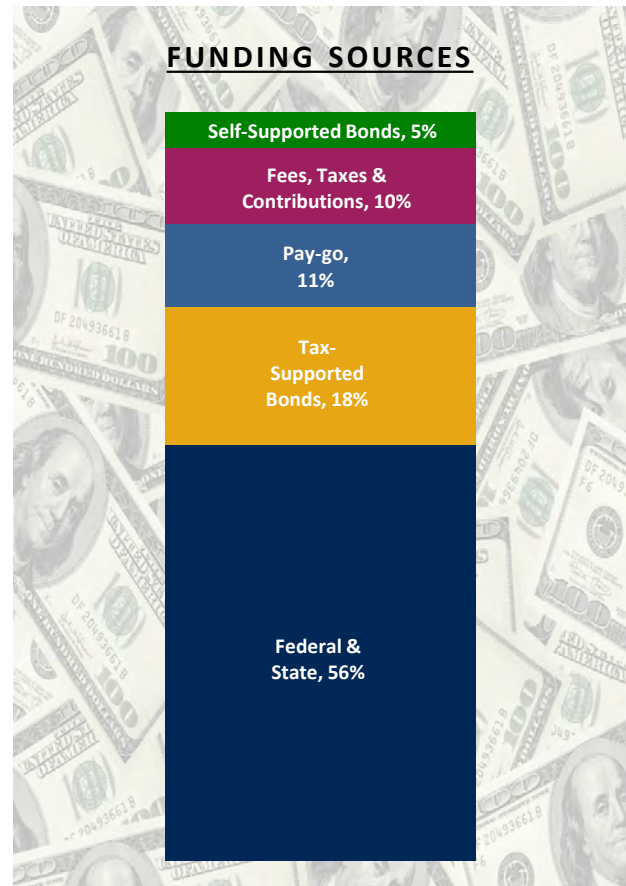 FUNDING SOURCES
Self-Supported Bonds, 5%
Fees, Taxes &
Contributions, 10%
Pay-go,
11%
Tax-
Supported
Bonds, 18%
Federal &
State, 56%